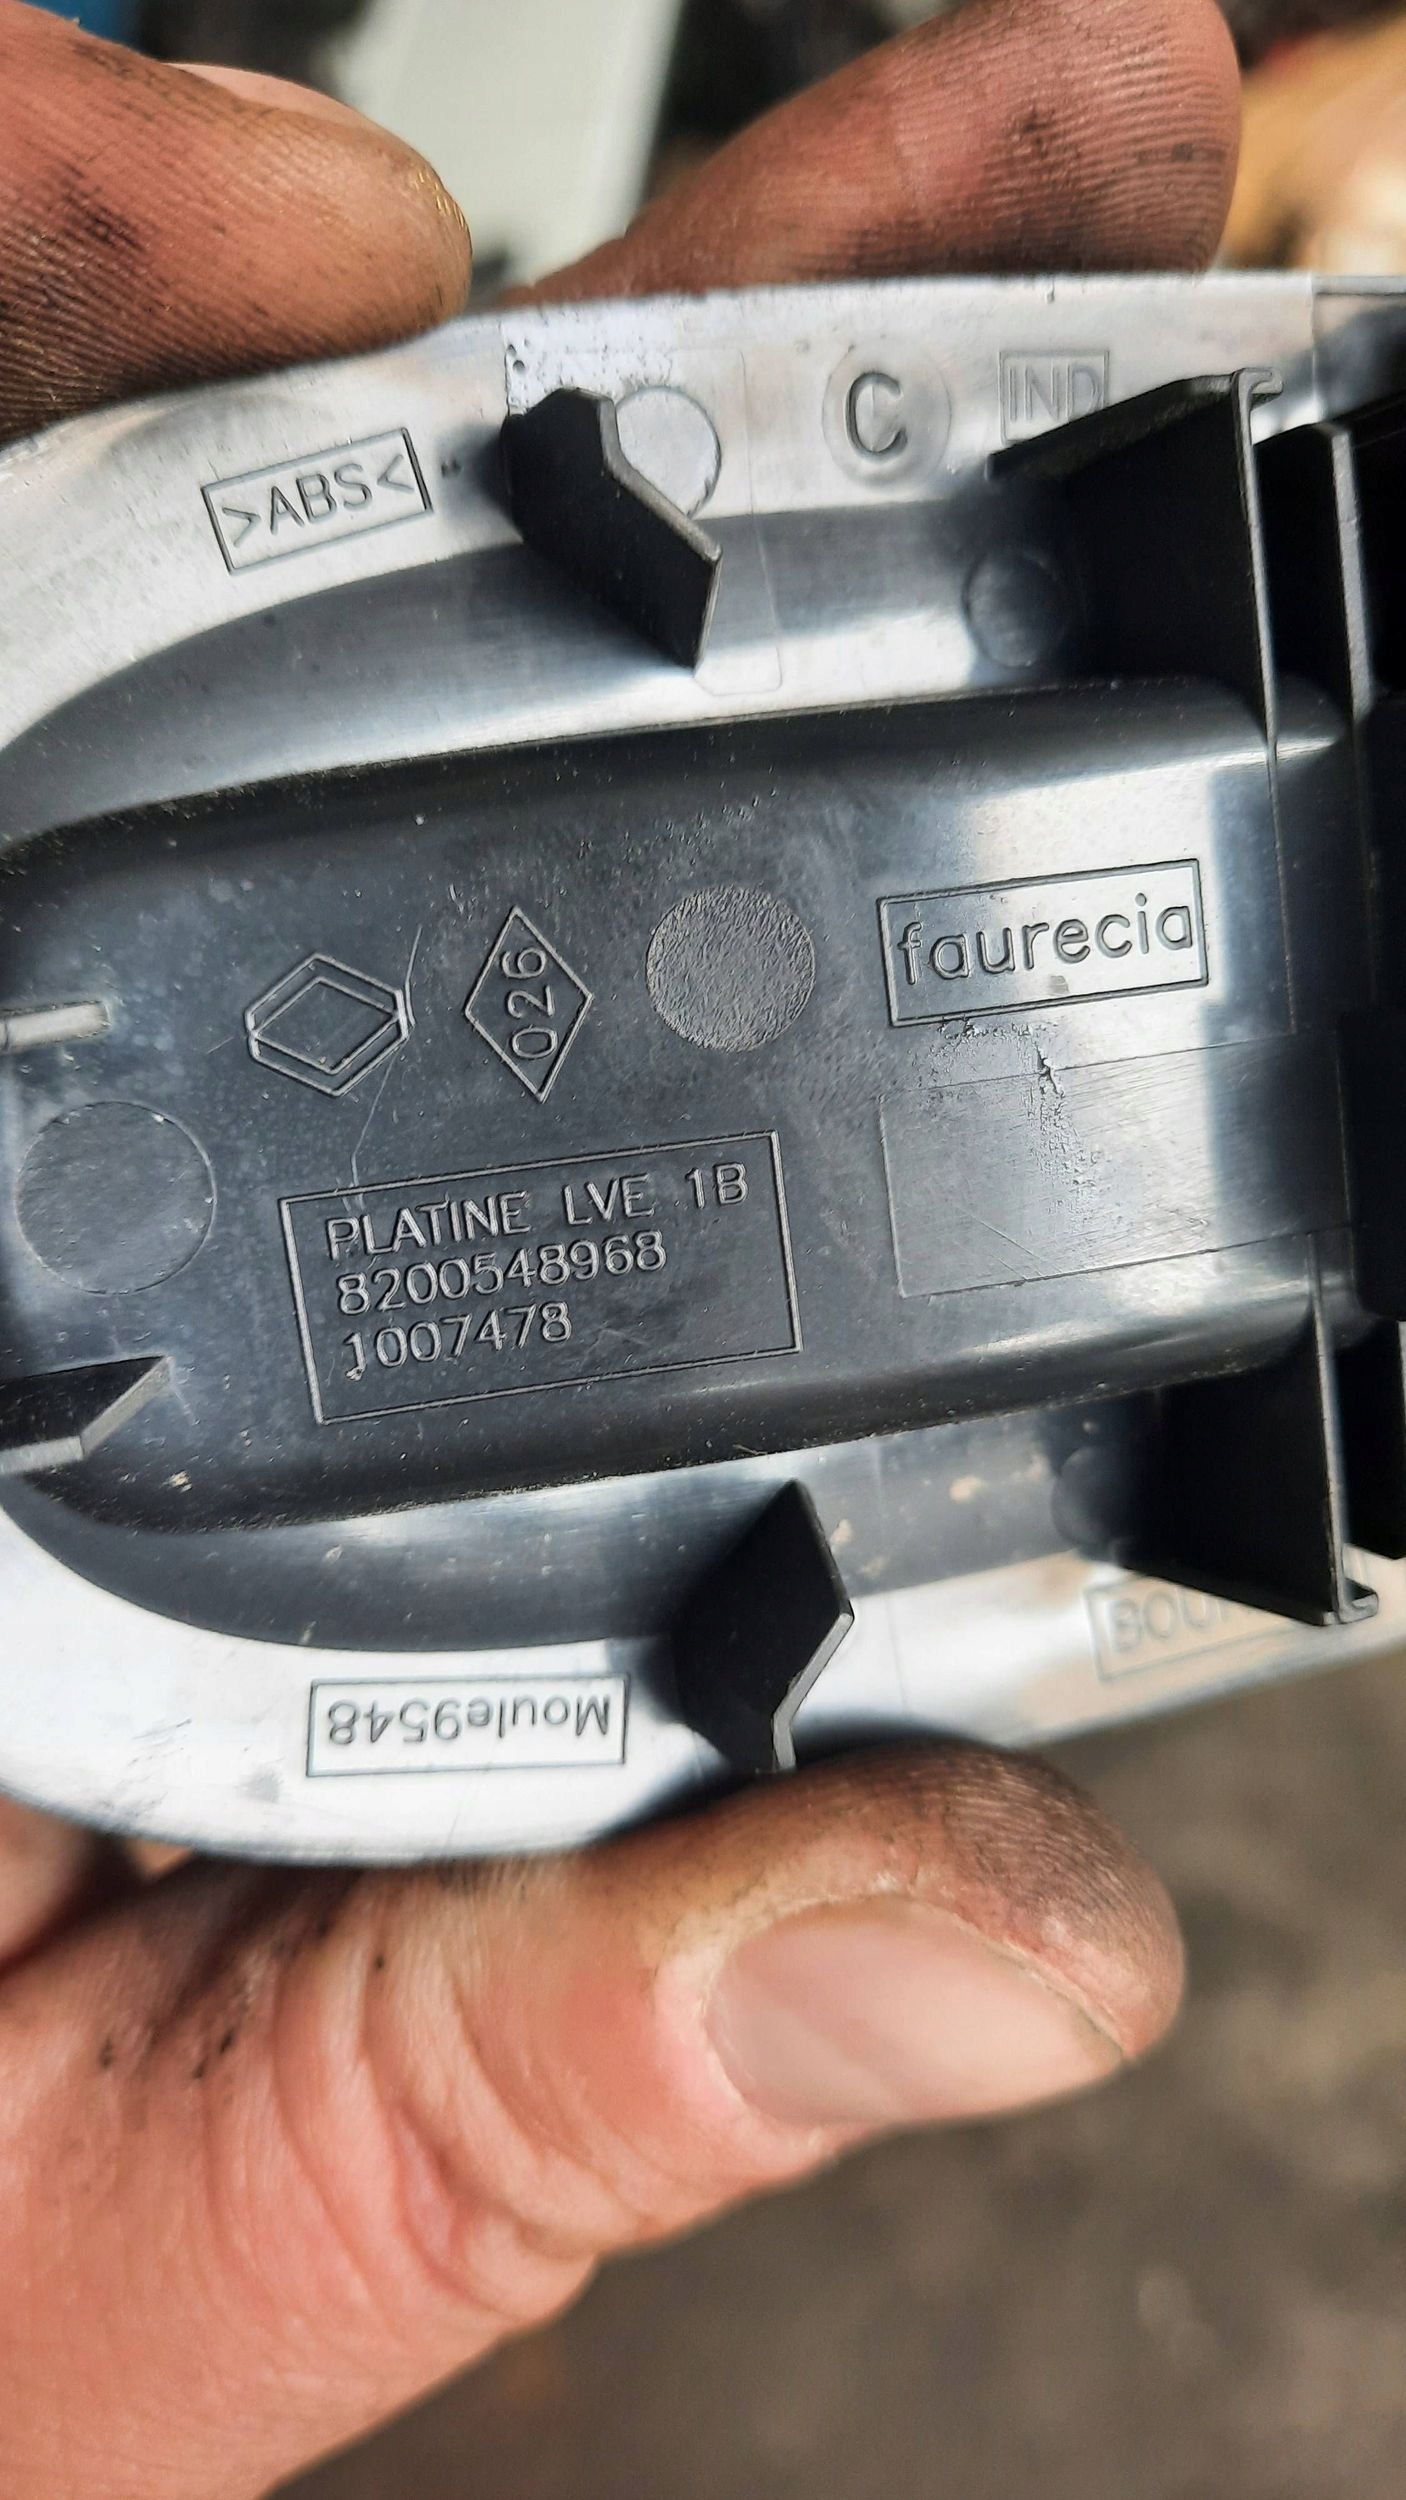 >ABS<
C
IND
026
faurecia
PLATINE LVE 1B
8200548968
1007478
Moule9548